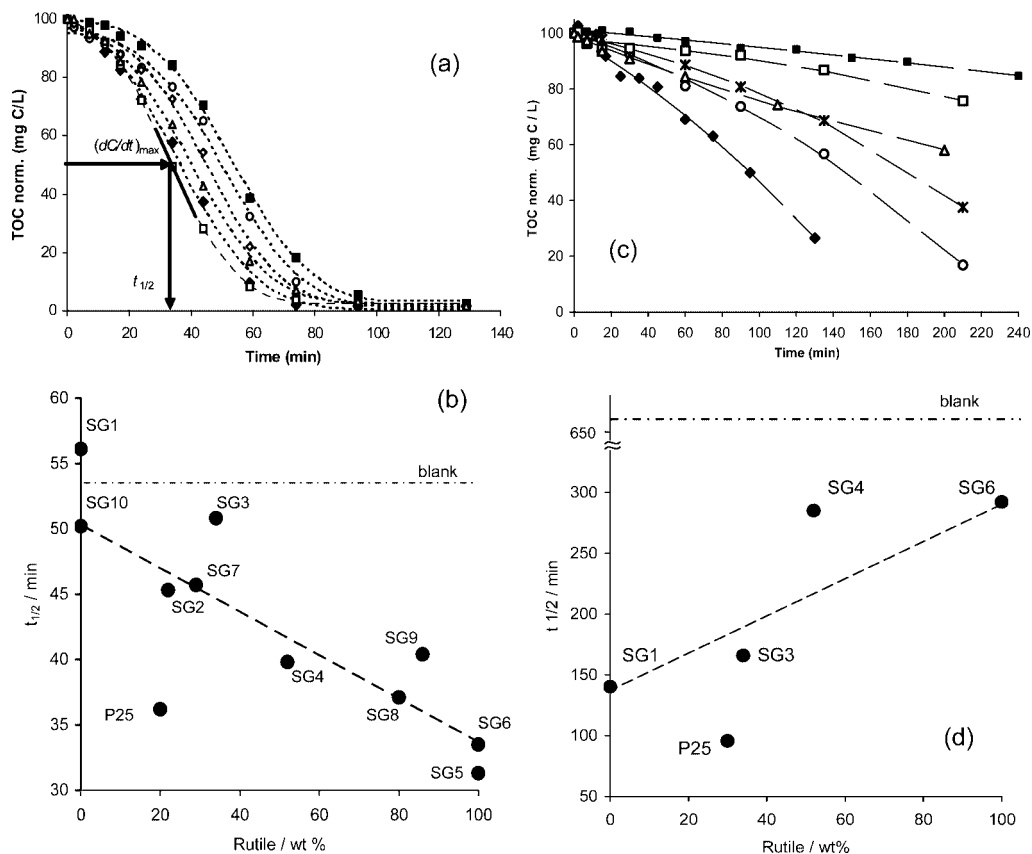 (a)
TOC norm. (mg C/L)
100
80
60
40
20
0
(dC/dt)max
t 1/2
0 20 40 60 80 100 120 140
Time (min)
(c)
TOC norm. (mg C / L)
100
80
60
40
20
0
0 20 40 60 80 100 120 140 160 180 200 220 240
Time (min)
(b)
t1/2 / min
60
55
50
45
40
35
30
SG1
blank
SG10
SG3
SG7
SG2
SG9
SG4
SG8
P25
SG6
SG5
0 20 40 60 80 100
Rutile / wt %
(d)
t 1/2 / min
650
300
250
200
150
100
50
blank
SG4
SG6
SG1
SG3
P25
0 20 40 60 80 100
Rutile / wt%